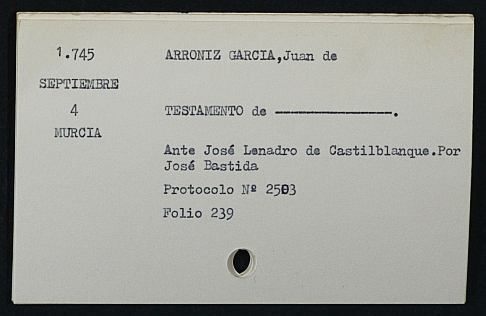 1.745
ARRONIZ GARCIA,Juan de
SEPTIEMBRE
4
TESTAMENTO de ----------------.
MURCIA
Ante José Lenadro de Castilblanque.Por
José Bastida
Protocolo Nº 2503
Folio 239